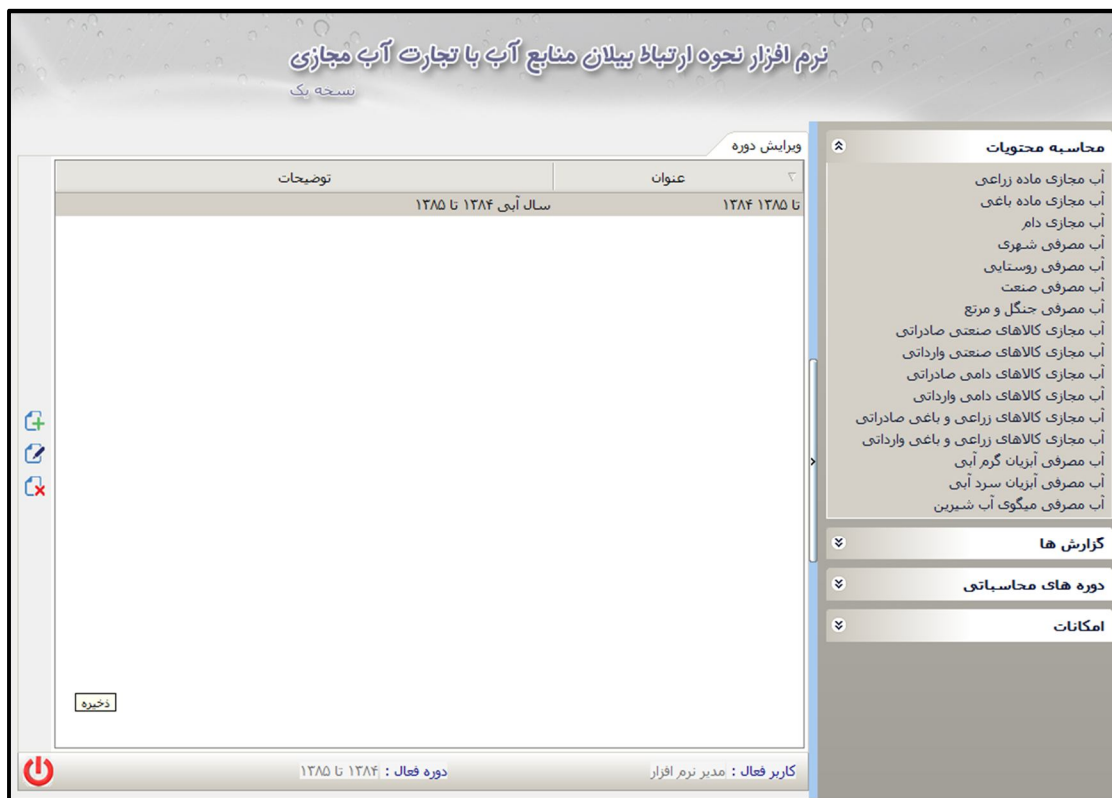 نرم افزار نحوه ارتباط بیلان منابع آب با تجارت آب مجازی
نسخه یک
محاسبه محتویات
آب مجازی ماده زراعی
آب مجازی ماده باغی
آب مجازی دام
آب مصرفی شهری
آب مصرفی روستایی
آب مصرفی صنعت
آب مصرفی جنگل و مرتع
آب مجازی کالاهای صنعتی صادراتی
آب مجازی کالاهای صنعتی وارداتی
آب مجازی کالاهای دامی صادراتی
آب مجازی کالاهای دامی وارداتی
آب مجازی کالاهای زراعی و باغی صادراتی
آب مجازی کالاهای زراعی و باغی وارداتی
آب مصرفی آبزیان گرم آبی
آب مصرفی آبزیان سرد آبی
آب مصرفی میگوی آب شیرین
گزارش ها
دوره های محاسباتی
امکانات
ویرایش دوره
عنوان توضیحات
تا ۱۳۸۵ ۱۳۸۴ سال آبی ۱۳۸۴ تا ۱۳۸۵
ذخیره
کاربر فعال : مدیر نرم افزار دوره فعال : ۱۳۸۴ تا ۱۳۸۵